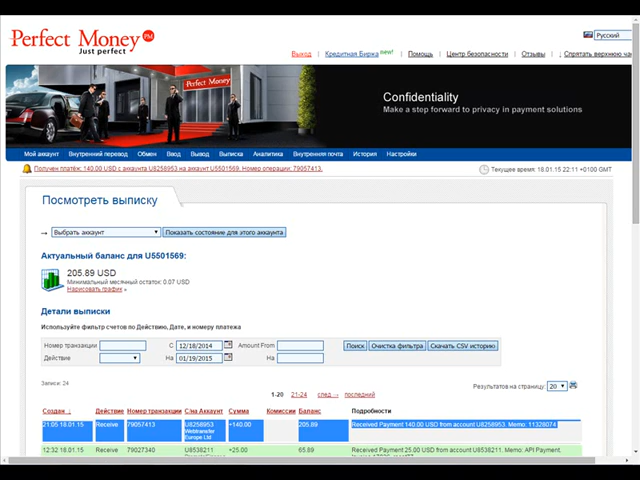 Perfect Money PM
Just perfect
Русский
Выход | Кредитная Биржа new! | Помощь | Центр безопасности | Отзывы | ↓ Спрятать верхнюю час
Perfect Money
Confidentiality
Make a step forward to privacy in payment solutions
Мой аккаунт Внутренний перевод Обмен Ввод Вывод Выписка Аналитика Внутренняя почта История Настройки
Получен платёж: 140.00 USD с аккаунта U8258953 на аккаунт U5501569. Номер операции: 79057413.
Текущее время: 18.01.15 22:11 +0100 GMT
Посмотреть выписку
→ Выбрать аккаунт Показать состояние для этого аккаунта
Актуальный баланс для U5501569:
205.89 USD
Минимальный месячный остаток: 0.07 USD
Нарисовать график »
Детали выписки
Используйте фильтр счетов по Действию, Дате, и номеру платежа
Номер транзакции С 12/18/2014 Amount From Поиск Очистка фильтра Скачать CSV историю
Действие На 01/19/2015 На
Записи: 24
1-20 21-24 след → последний
Результатов на страницу: 20
Создан ↓ Действие Номер транзакции С/на Аккаунт Сумма Комиссии Баланс Подробности
21:05 18.01.15 Receive 79057413 U8258953 Webtransfer Europe Ltd +140.00 205.89 Received Payment 140.00 USD from account U8258953. Memo: 11328074
12:32 18.01.15 Receive 79027340 U8538211 +25.00 65.89 Received Payment 25.00 USD from account U8538211. Memo: API Payment.